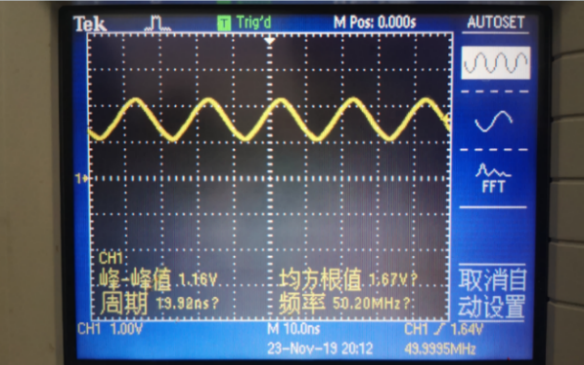 Tek T Trig'd M Pos: 0.000s AUTOSET
FFT
1
CH1
峰-峰值 1.16V 均方根值 1.67V?
周期 19.92ns? 频率 50.20MHz?
取消自
动设置
CH1 1.00V M 10.0ns CH1 / 1.64V
23-Nov-19 20:12 49.9995MHz